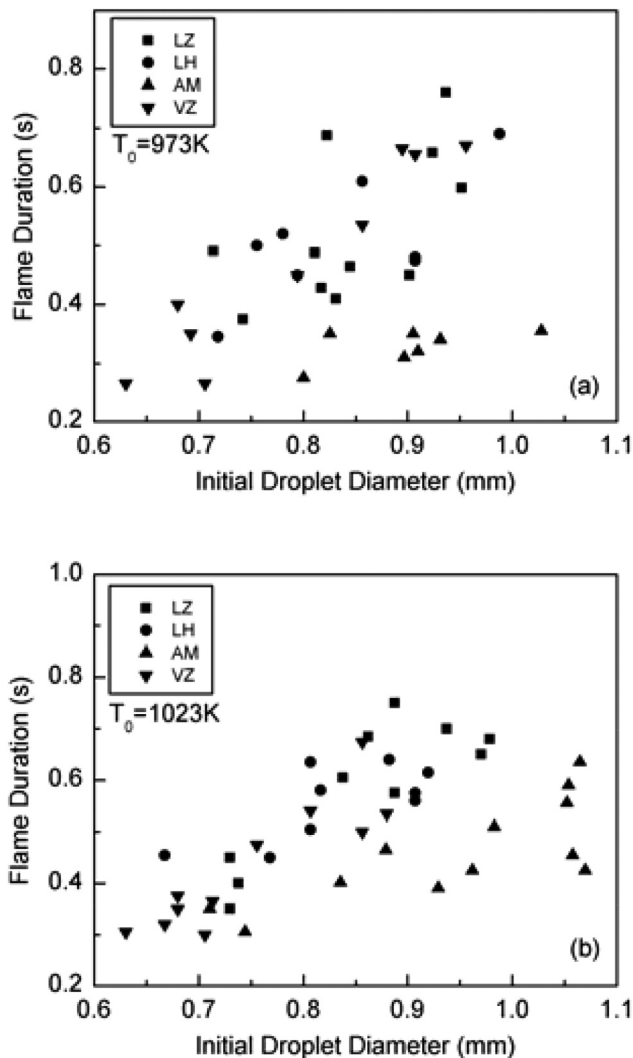 LZ
LH
AM
VZ
T0=973K
0.8
0.6
0.4
0.2
Flame Duration (s)
(a)
0.6 0.7 0.8 0.9 1.0 1.1
Initial Droplet Diameter (mm)
1.0
LZ
LH
AM
VZ
T0=1023K
0.8
0.6
0.4
0.2
Flame Duration (s)
(b)
0.6 0.7 0.8 0.9 1.0 1.1
Initial Droplet Diameter (mm)